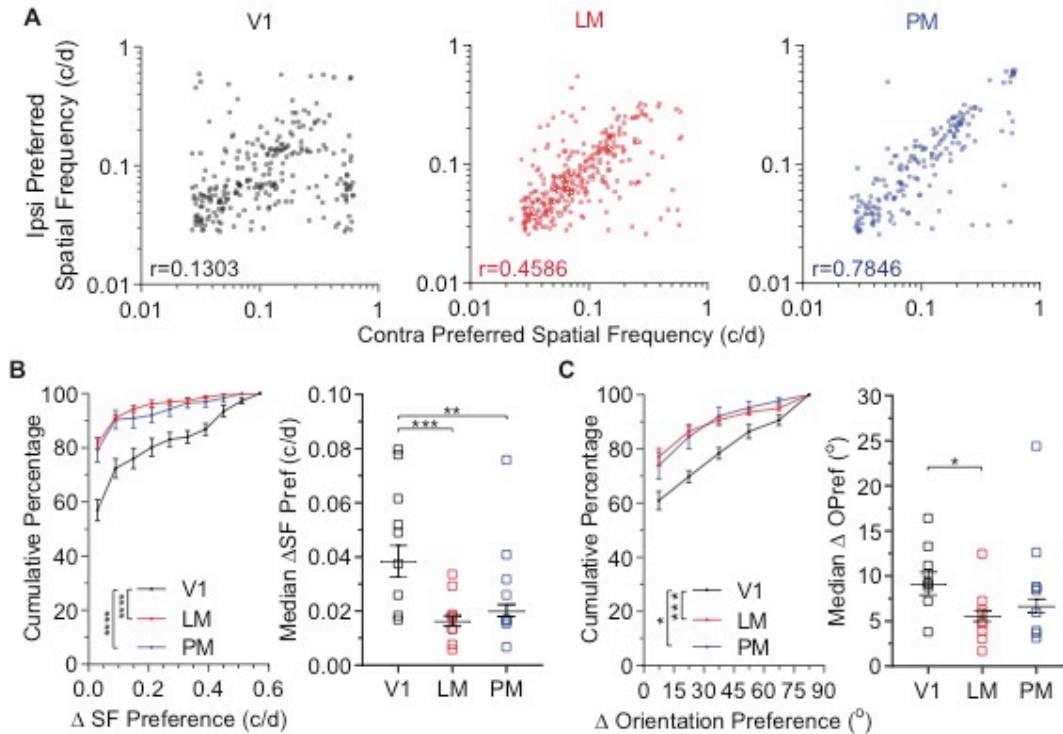 A
V1
LM
PM
Ipsi Preferred
Spatial Frequency (c/d)
1
0.1
0.01
r=0.1303
0.01
0.1
1
1
0.1
0.01
r=0.4586
0.01
0.1
1
1
0.1
0.01
r=0.7846
0.01
0.1
1
Contra Preferred Spatial Frequency (c/d)
B
Cumulative Percentage
100
80
60
40
20
0
V1
LM
PM
****
****
0.0
0.2
0.4
0.6
Δ SF Preference (c/d)
Median ΔSF Pref (c/d)
0.10
0.08
0.06
0.04
0.02
0.00
**
***
V1
LM
PM
C
Cumulative Percentage
100
80
60
40
20
0
V1
LM
PM
***
*
0 15 30 45 60 75 90
Δ Orientation Preference (°)
Median Δ OPref (°)
30
25
20
15
10
5
0
*
V1
LM
PM